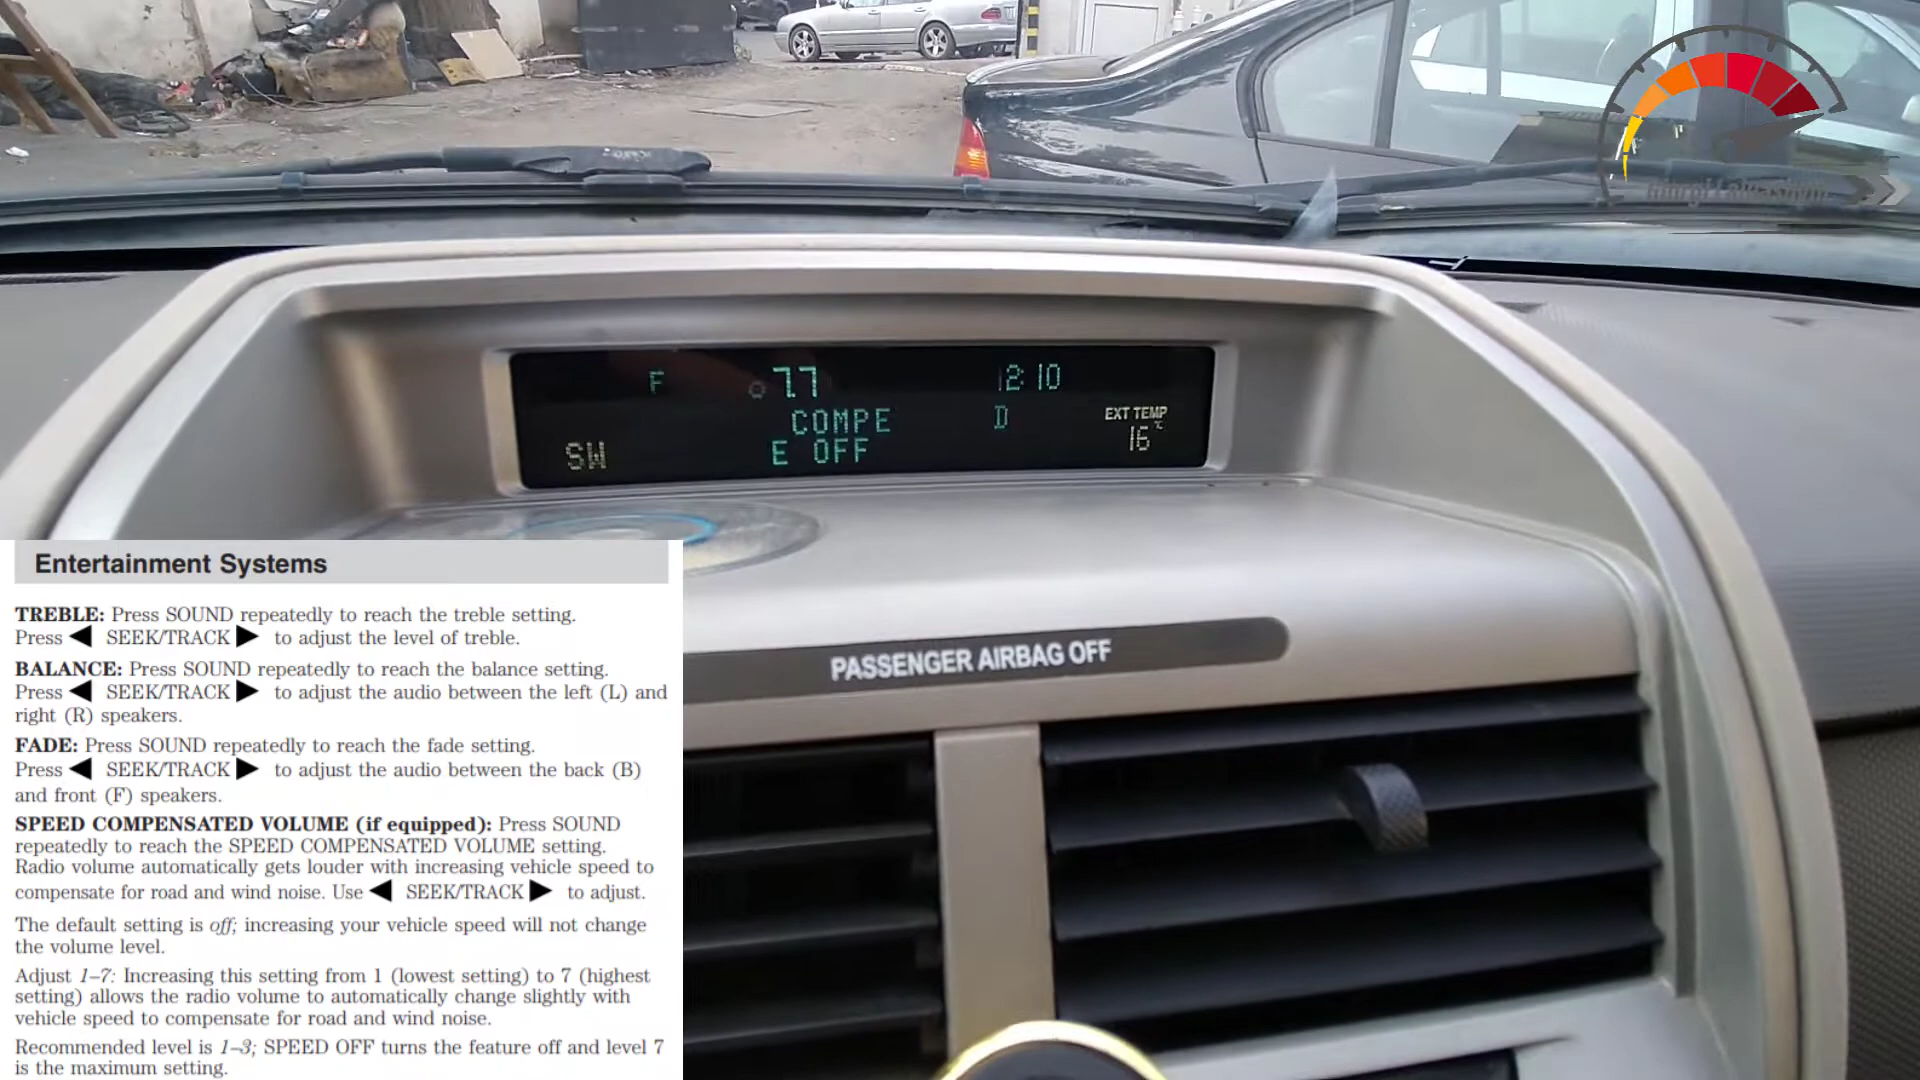 F 7.7 12:10
COMPE D EXT TEMP
SW E OFF 16°C
PASSENGER AIRBAG OFF
Entertainment Systems
TREBLE: Press SOUND repeatedly to reach the treble setting.
Press ◀ SEEK/TRACK ▶ to adjust the level of treble.
BALANCE: Press SOUND repeatedly to reach the balance setting.
Press ◀ SEEK/TRACK ▶ to adjust the audio between the left (L) and
right (R) speakers.
FADE: Press SOUND repeatedly to reach the fade setting.
Press ◀ SEEK/TRACK ▶ to adjust the audio between the back (B)
and front (F) speakers.
SPEED COMPENSATED VOLUME (if equipped): Press SOUND
repeatedly to reach the SPEED COMPENSATED VOLUME setting.
Radio volume automatically gets louder with increasing vehicle speed to
compensate for road and wind noise. Use ◀ SEEK/TRACK ▶ to adjust.
The default setting is off; increasing your vehicle speed will not change
the volume level.
Adjust 1–7: Increasing this setting from 1 (lowest setting) to 7 (highest
setting) allows the radio volume to automatically change slightly with
vehicle speed to compensate for road and wind noise.
Recommended level is 1–3; SPEED OFF turns the feature off and level 7
is the maximum setting.